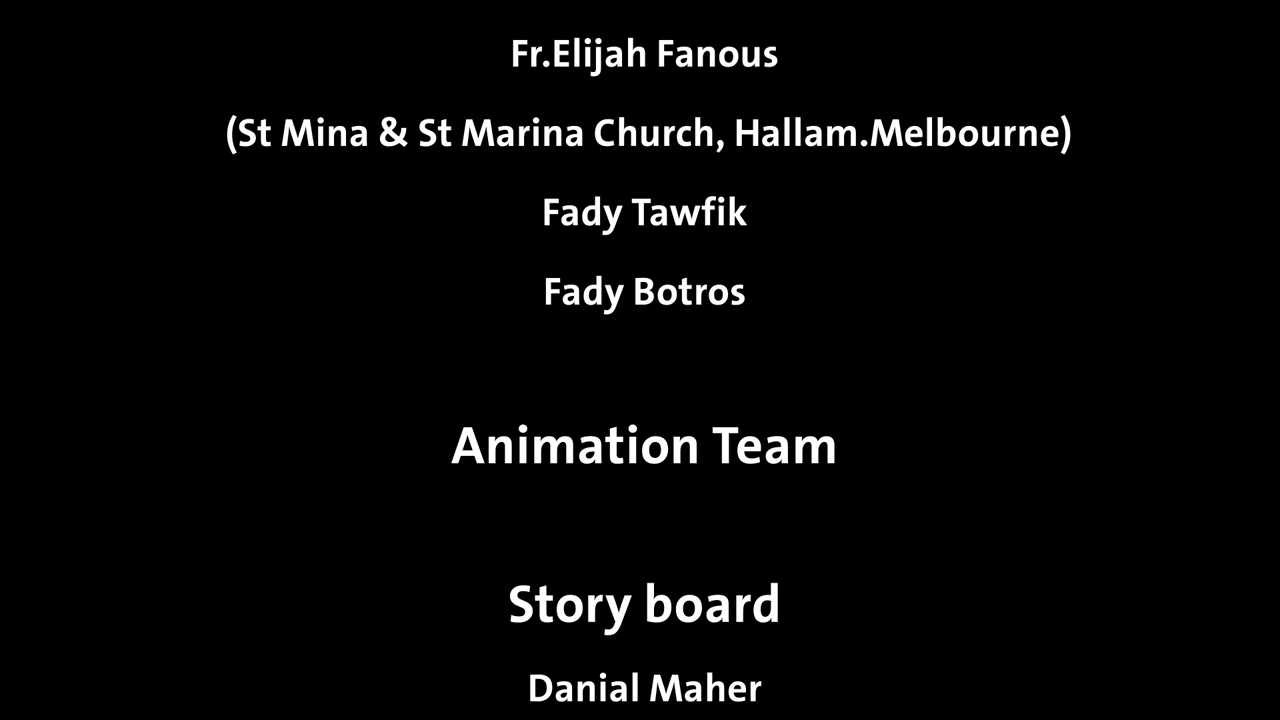 Fr.Elijah Fanous
(St Mina & St Marina Church, Hallam.Melbourne)
Fady Tawfik
Fady Botros
Animation Team
Story board
Danial Maher